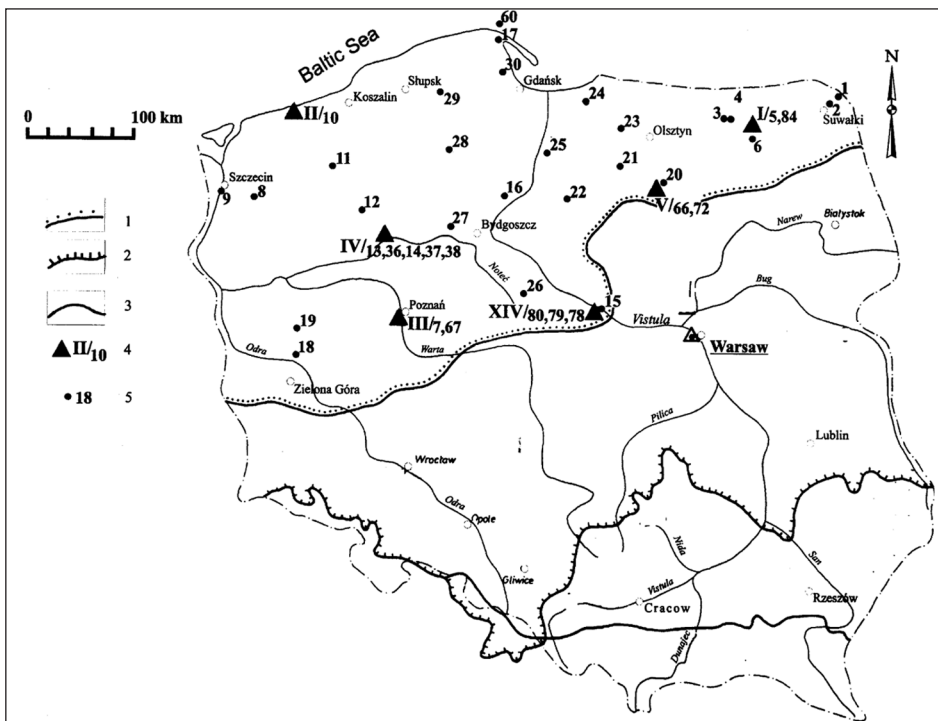 60
17
Baltic Sea
30
N
Słupsk
Gdańsk
Koszalin
29
24
4
1
3
I/5,84
2
Suwałki
0 100 km
II/10
23
Olsztyn
6
28
25
21
11
Szczecin
9
8
16
22
20
V/66,72
12
27
Bydgoszcz
Narew
Białystok
IV/13,36,14,37,38
Noteć
Bug
26
15
XIV/80,79,78
Vistula
Poznań
III/7,67
19
Warta
Warsaw
18
Odra
Zielona Góra
Pilica
Lublin
Wrocław
Odra
Opole
Nida
San
Gliwice
Vistula
Cracow
Rzeszów
Dunajec
1
2
3
II/10 4
18 5